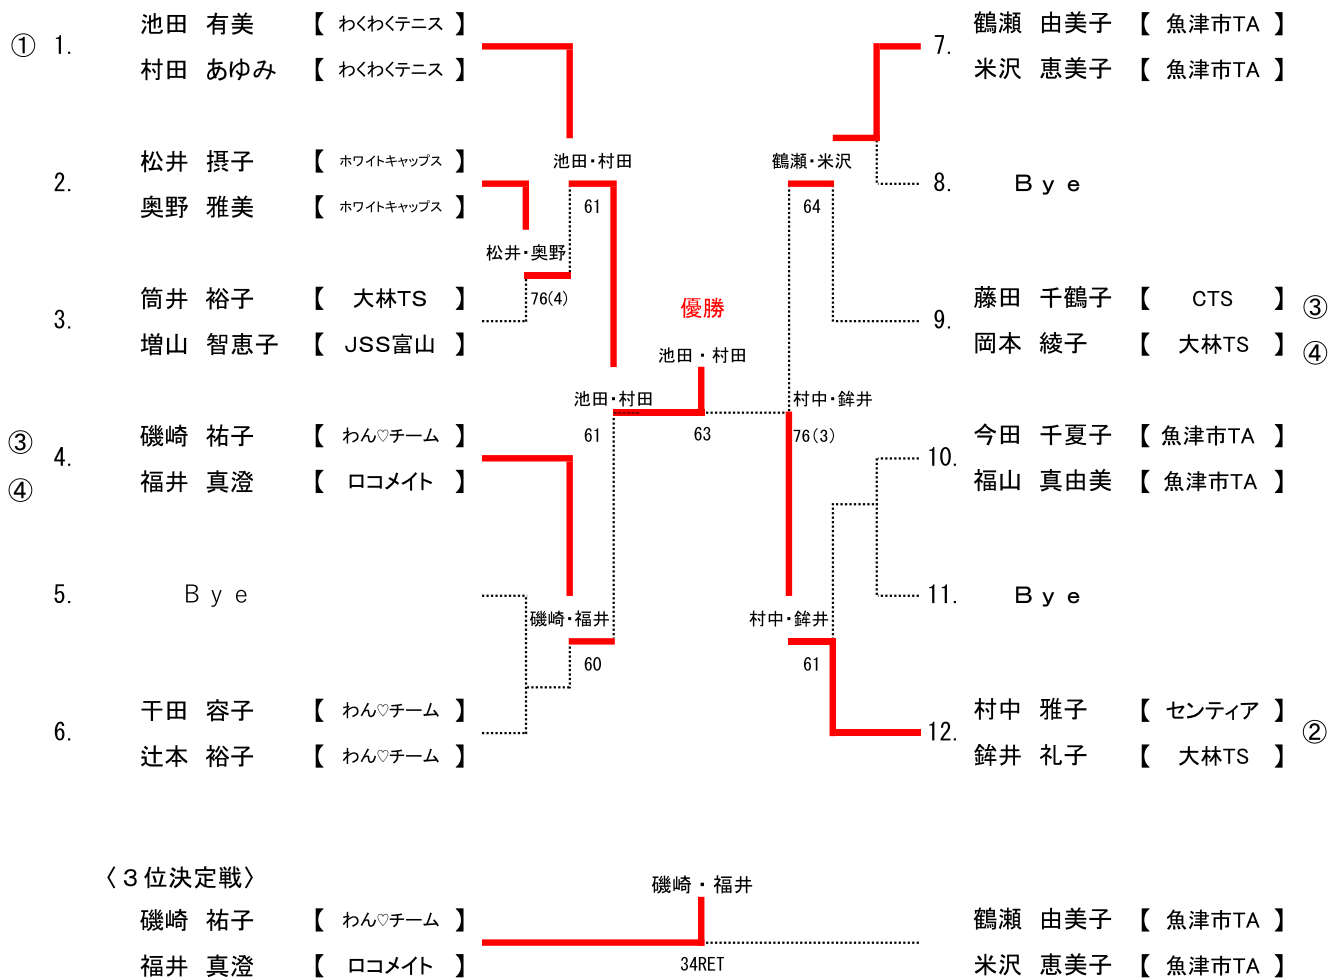 池田 有美 【 わくわくテニス 】
① 1.
村田 あゆみ 【 わくわくテニス 】
松井 摂子 【 ホワイトキャップス 】
2.
奥野 雅美 【 ホワイトキャップス 】
筒井 裕子 【 大林TS 】
3.
増山 智恵子 【 JSS富山 】
磯崎 祐子 【 わん♡チーム 】
③ 4.
④ 福井 真澄 【 ロコメイト 】
5. Bye
干田 容子 【 わん♡チーム 】
6.
辻本 裕子 【 わん♡チーム 】
池田・村田
61
松井・奥野
76(4)
池田・村田
61
磯崎・福井
60
優勝
池田・村田
63
鶴瀬・米沢
64
村中・鉾井
76(3)
村中・鉾井
61
鶴瀬 由美子 【 魚津市TA 】
7.
米沢 恵美子 【 魚津市TA 】
8. Bye
藤田 千鶴子 【 CTS 】 ③
9.
岡本 綾子 【 大林TS 】 ④
今田 千夏子 【 魚津市TA 】
10.
福山 真由美 【 魚津市TA 】
11. Bye
村中 雅子 【 センティア 】
12. ②
鉾井 礼子 【 大林TS 】
〈３位決定戦〉
磯崎・福井
磯崎 祐子 【 わん♡チーム 】 鶴瀬 由美子 【 魚津市TA 】
福井 真澄 【 ロコメイト 】 34RET 米沢 恵美子 【 魚津市TA 】